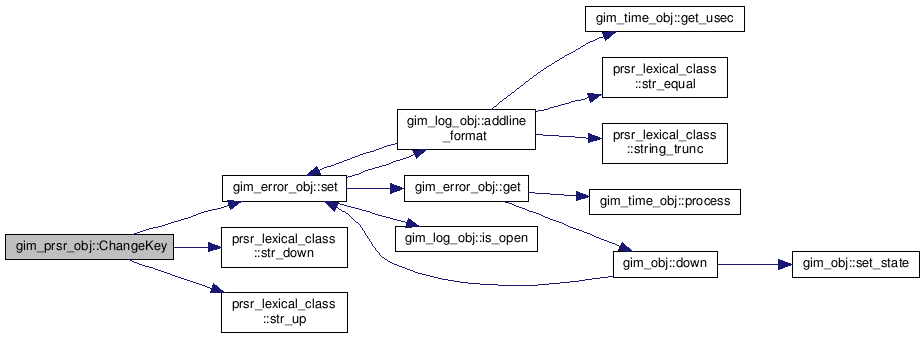 gim_time_obj::get_usec
prsr_lexical_class
::str_equal
gim_log_obj::addline
_format
prsr_lexical_class
::string_trunc
gim_error_obj::set
gim_error_obj::get
gim_time_obj::process
gim_prsr_obj::ChangeKey
prsr_lexical_class
::str_down
gim_log_obj::is_open
gim_obj::down
gim_obj::set_state
prsr_lexical_class
::str_up